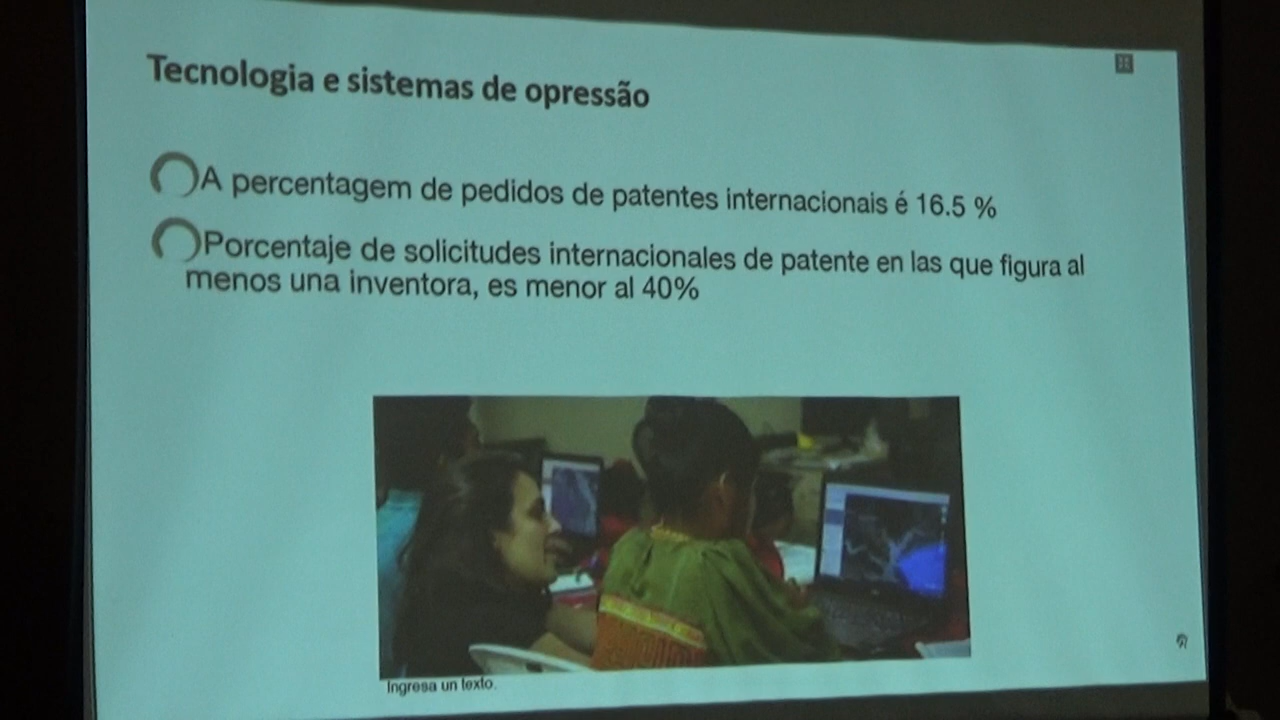 Tecnologia e sistemas de opressão
A percentagem de pedidos de patentes internacionais é 16.5 %
Porcentaje de solicitudes internacionales de patente en las que figura al
menos una inventora, es menor al 40%
Ingresa un texto.